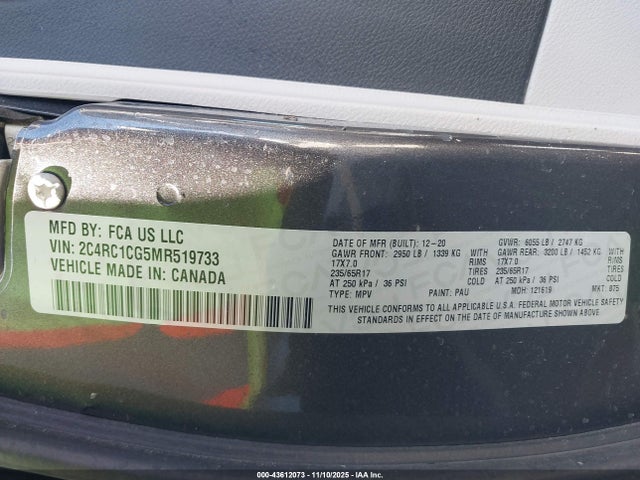 MFD BY: FCA US LLC
VIN: 2C4RC1CG5MR519733
VEHICLE MADE IN: CANADA
DATE OF MFR (BUILT): 12-20 GVWR: 6055 LB / 2747 KG
GAWR FRONT: 2950 LB / 1339 KG GAWR REAR: 3200 LB / 1452 KG
17X7.0 RIMS 17X7.0 RIMS
235/65R17 TIRES 235/65R17 TIRES
AT 250 kPa / 36 PSI COLD AT 250 kPa / 36 PSI COLD
TYPE: MPV PAINT: PAU MDH: 121619 MKT: 875
THIS VEHICLE CONFORMS TO ALL APPLICABLE U.S.A. FEDERAL MOTOR VEHICLE SAFETY
STANDARDS IN EFFECT ON THE DATE OF MANUFACTURE SHOWN ABOVE
000-43612073 - 11/10/2025 - IAAI.COM